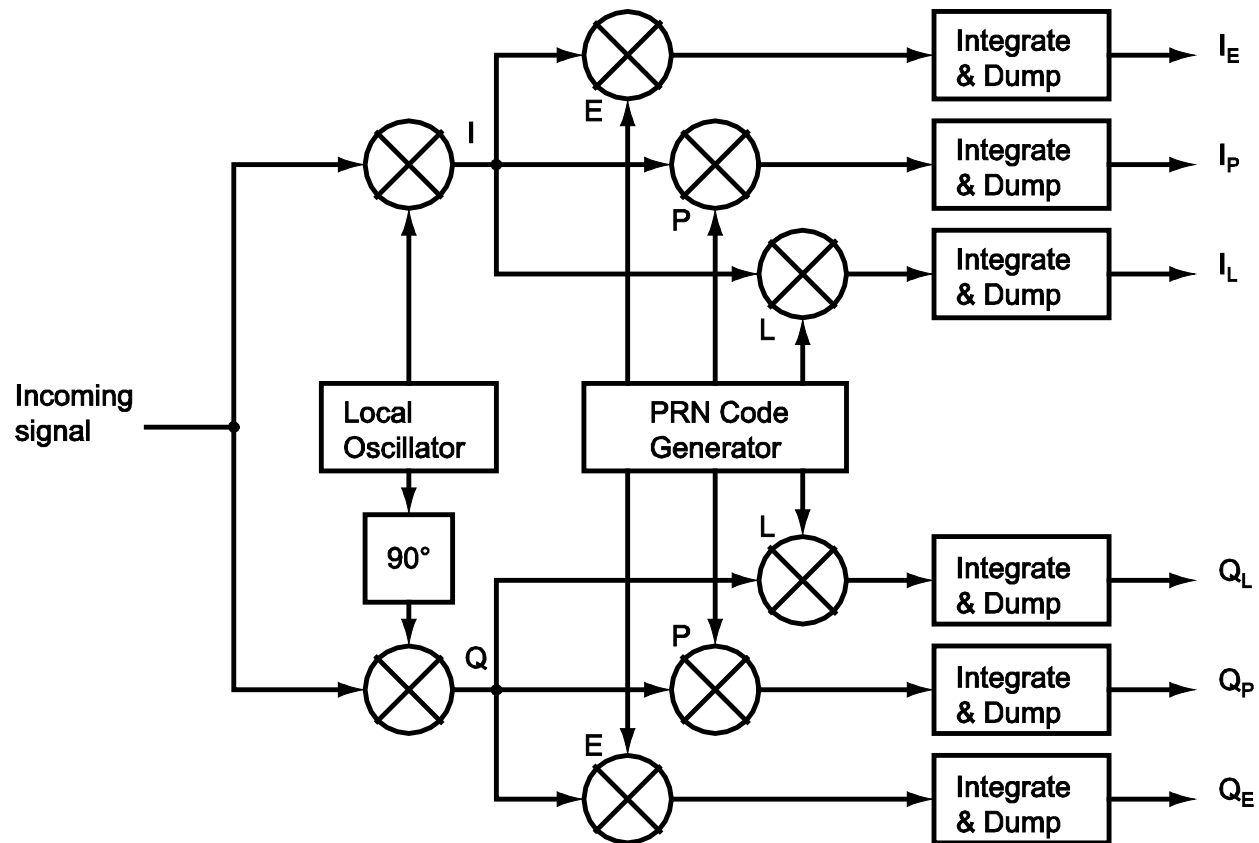 Integrate
& Dump
I_E
E
I
Integrate
& Dump
I_P
P
Integrate
& Dump
I_L
L
Incoming
signal
Local
Oscillator
PRN Code
Generator
90°
L
Integrate
& Dump
Q_L
Q
P
Integrate
& Dump
Q_P
E
Integrate
& Dump
Q_E